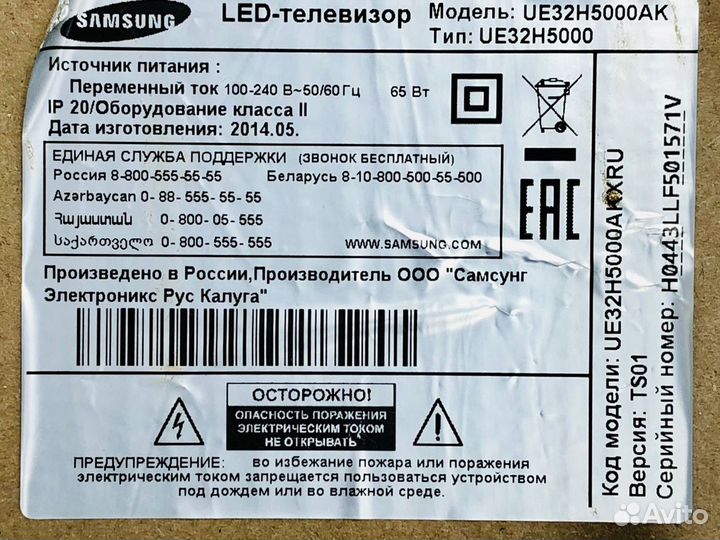 SAMSUNG
LED-телевизор
Модель: UE32H5000AK
Тип: UE32H5000
Источник питания :
Переменный ток 100-240 В~50/60 Гц 65 Вт
IP 20/Оборудование класса II
Дата изготовления: 2014.05.
ЕДИНАЯ СЛУЖБА ПОДДЕРЖКИ (ЗВОНОК БЕСПЛАТНЫЙ)
Россия 8-800-555-55-55 Беларусь 8-10-800-500-55-500
Azərbaycan 0- 88- 555- 55- 55
Հայաստան 0- 800- 05- 555
საქართველო 0- 800- 555- 555 WWW.SAMSUNG.COM
EAC
Произведено в России,Производитель ООО "Самсунг
Электроникс Рус Калуга"
ОСТОРОЖНО!
ОПАСНОСТЬ ПОРАЖЕНИЯ
ЭЛЕКТРИЧЕСКИМ ТОКОМ
НЕ ОТКРЫВАТЬ
ПРЕДУПРЕЖДЕНИЕ: во избежание пожара или поражения
электрическим током запрещается пользоваться устройством
под дождем или во влажной среде.
Код модели: UE32H5000AKXRU
Версия: TS01
Серийный номер: H0443LLF501571V
Avito